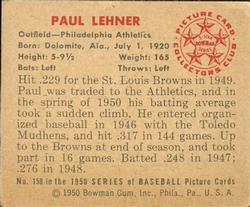 PAUL LEHNER
Outfield—Philadelphia Athletics
Born: Dolomite, Ala., July 1, 1920
Height: 5-9½ Weight: 165
Bats: Left Throws: Left
PICTURE CARD
COLLECTORS CLUB
Hit .229 for the St. Louis Browns in 1949.
Paul was traded to the Athletics, and in
the spring of 1950 his batting average
took a sudden climb. He entered or-
ganized baseball in 1946 with the Toledo
Mudhens, and hit .317 in 144 games. Up
to the Browns at end of season, and took
part in 16 games. Batted .248 in 1947;
.276 in 1948.
No. 158 in the 1950 SERIES of BASEBALL Picture Cards
© 1950 Bowman Gum, Inc., Phila., Pa., U. S. A.